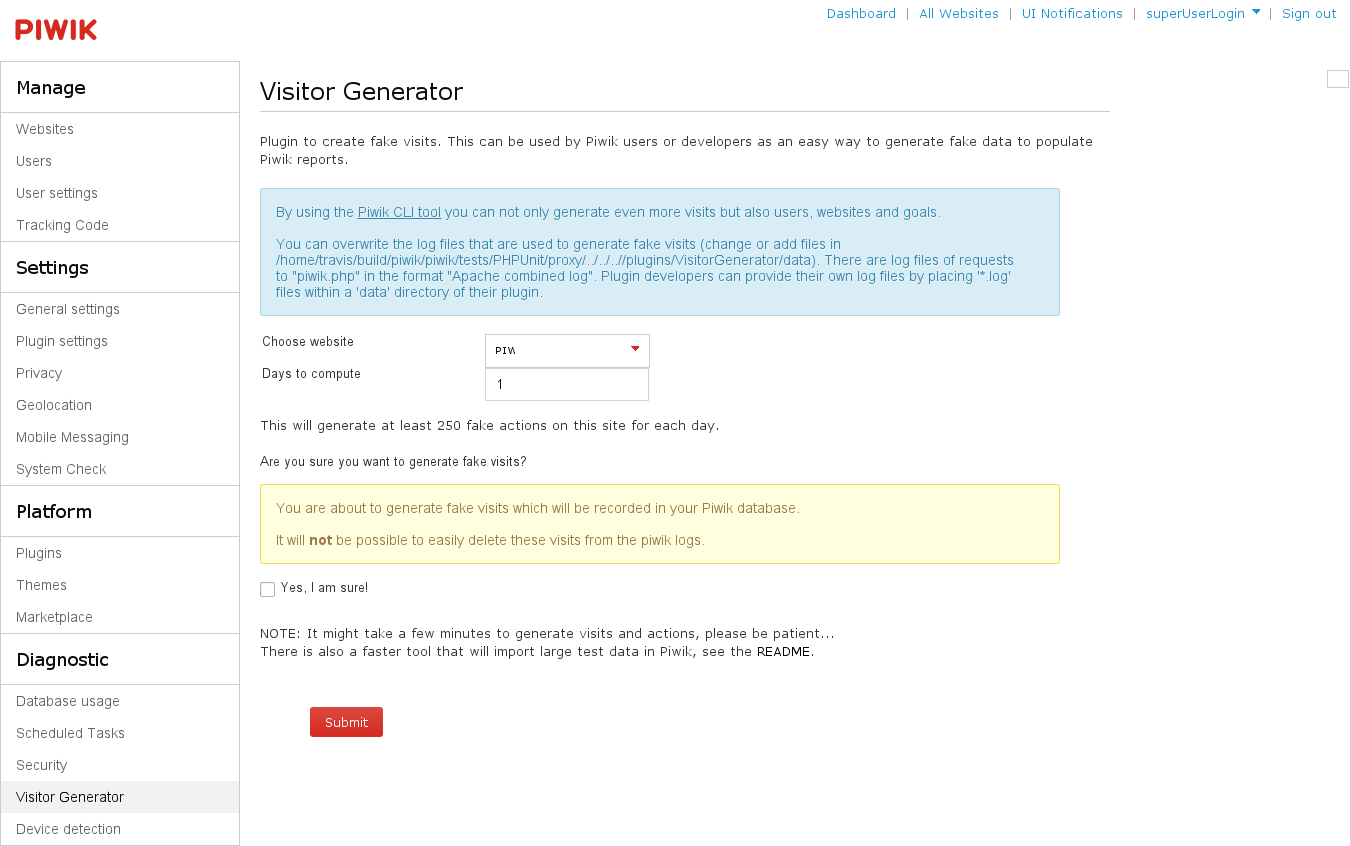 PIWIK
Dashboard | All Websites | UI Notifications | superUserLogin | Sign out
Manage
Websites
Users
User settings
Tracking Code
Settings
General settings
Plugin settings
Privacy
Geolocation
Mobile Messaging
System Check
Platform
Plugins
Themes
Marketplace
Diagnostic
Database usage
Scheduled Tasks
Security
Visitor Generator
Device detection
Visitor Generator
Plugin to create fake visits. This can be used by Piwik users or developers as an easy way to generate fake data to populate
Piwik reports.
By using the Piwik CLI tool you can not only generate even more visits but also users, websites and goals.
You can overwrite the log files that are used to generate fake visits (change or add files in
/home/travis/build/piwik/piwik/tests/PHPUnit/proxy/../../..//plugins/VisitorGenerator/data). There are log files of requests
to "piwik.php" in the format "Apache combined log". Plugin developers can provide their own log files by placing '*.log'
files within a 'data' directory of their plugin.
Choose website
PIW
Days to compute
1
This will generate at least 250 fake actions on this site for each day.
Are you sure you want to generate fake visits?
You are about to generate fake visits which will be recorded in your Piwik database.
It will not be possible to easily delete these visits from the piwik logs.
Yes, I am sure!
NOTE: It might take a few minutes to generate visits and actions, please be patient...
There is also a faster tool that will import large test data in Piwik, see the README.
Submit